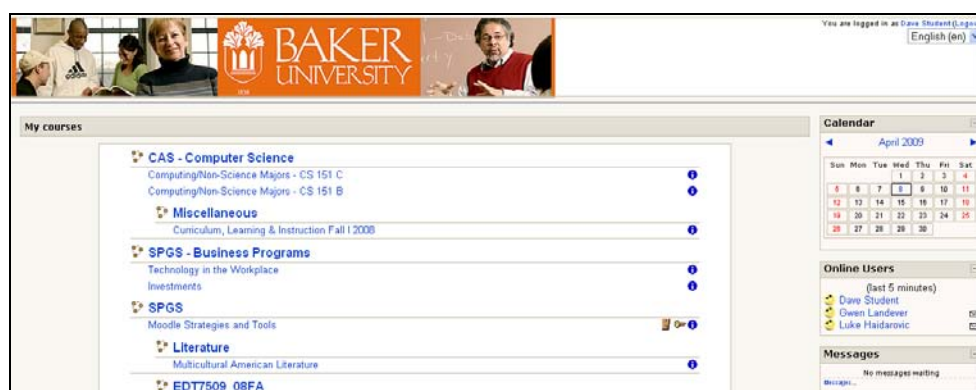 You are logged in as Dave Student (Logout
English (en)
BAKER
UNIVERSITY
My courses
CAS - Computer Science
Computing/Non-Science Majors - CS 151 C
Computing/Non-Science Majors - CS 151 B
Miscellaneous
Curriculum, Learning & Instruction Fall I 2008
SPGS - Business Programs
Technology in the Workplace
Investments
SPGS
Moodle Strategies and Tools
Literature
Multicultural American Literature
EDT7509_08FA
Calendar
April 2009
Sun Mon Tue Wed Thu Fri Sat
1 2 3 4
5 6 7 8 9 10 11
12 13 14 15 16 17 18
19 20 21 22 23 24 25
26 27 28 29 30
Online Users
(last 5 minutes)
Dave Student
Gwen Landever
Luke Haidarovic
Messages
No messages waiting
Messages...